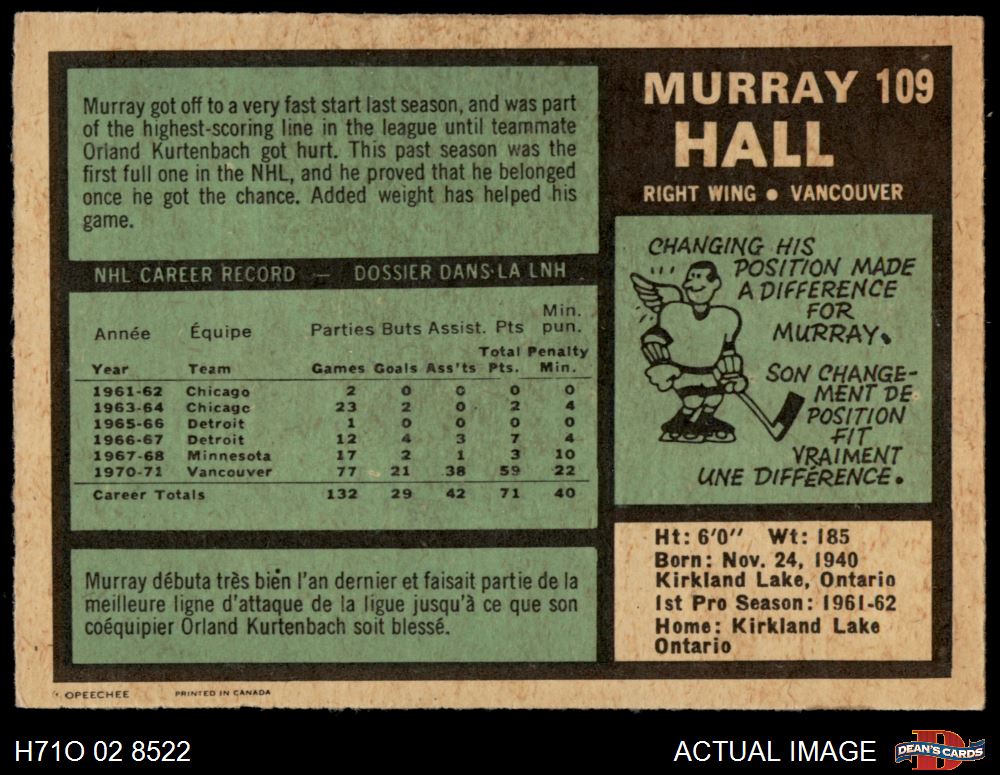 Murray got off to a very fast start last season, and was part
of the highest-scoring line in the league until teammate
Orland Kurtenbach got hurt. This past season was the
first full one in the NHL, and he proved that he belonged
once he got the chance. Added weight has helped his
game.
NHL CAREER RECORD — DOSSIER DANS LA LNH
Année Équipe Parties Buts Assist. Pts Min. pun.
Year Team Games Goals Ass'ts Total Pts. Penalty Min.
1961-62 Chicago 2 0 0 0 0
1963-64 Chicago 23 2 0 2 4
1965-66 Detroit 1 0 0 0 0
1966-67 Detroit 12 4 3 7 4
1967-68 Minnesota 17 2 1 3 10
1970-71 Vancouver 77 21 38 59 22
Career Totals 132 29 42 71 40
Murray débuta très bien l'an dernier et faisait partie de la
meilleure ligne d'attaque de la ligue jusqu'à ce que son
coéquipier Orland Kurtenbach soit blessé.
MURRAY 109
HALL
RIGHT WING • VANCOUVER
CHANGING HIS
POSITION MADE
A DIFFERENCE
FOR
MURRAY.
SON CHANGE-
MENT DE
POSITION
FIT
VRAIMENT
UNE DIFFÉRENCE.
Ht: 6'0" Wt: 185
Born: Nov. 24, 1940
Kirkland Lake, Ontario
1st Pro Season: 1961-62
Home: Kirkland Lake
Ontario
OPEECHEE PRINTED IN CANADA
H71O 02 8522
ACTUAL IMAGE
DEAN'S CARDS